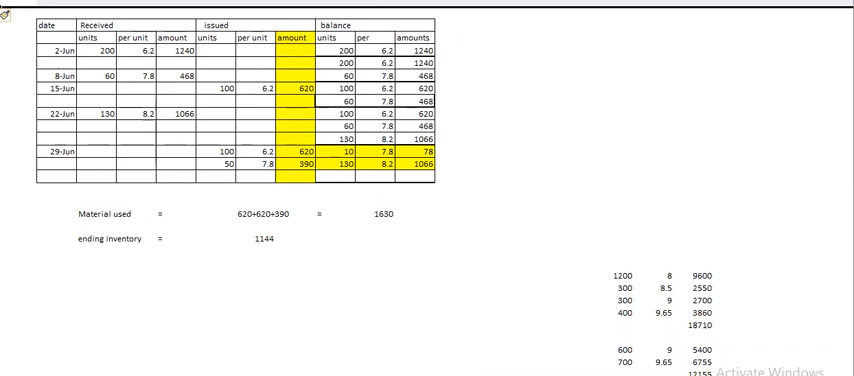 date Received issued balance
units per unit amount units per unit amount units per amounts
2-Jun 200 6.2 1240 200 6.2 1240
200 6.2 1240
8-Jun 60 7.8 468 60 7.8 468
15-Jun 100 6.2 620 100 6.2 620
60 7.8 468
22-Jun 130 8.2 1066 100 6.2 620
60 7.8 468
130 8.2 1066
29-Jun 100 6.2 620 10 7.8 78
50 7.8 390 130 8.2 1066
Material used = 620+620+390 = 1630
ending inventory = 1144
1200 8 9600
300 8.5 2550
300 9 2700
400 9.65 3860
18710
600 9 5400
700 9.65 6755
12155
Activate Windows